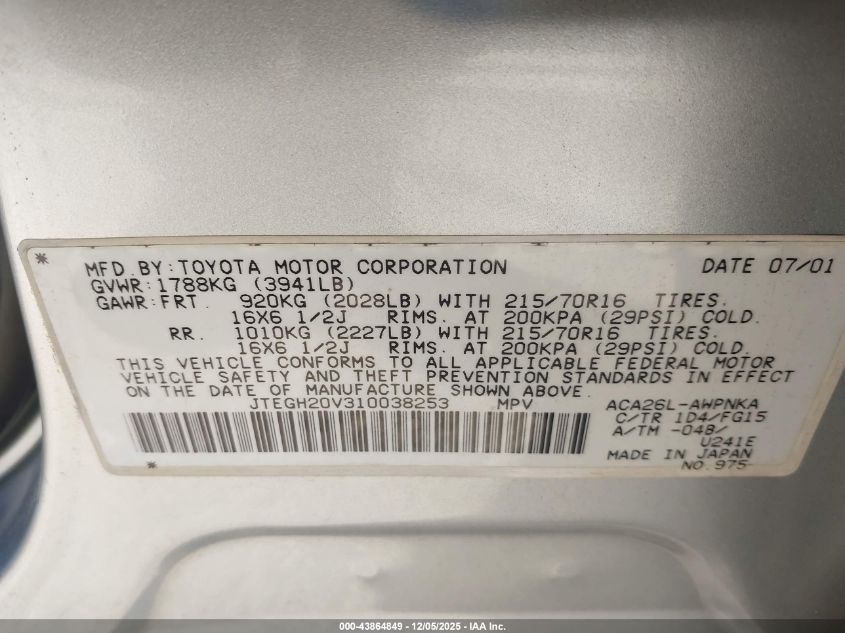 MFD. BY: TOYOTA MOTOR CORPORATION DATE 07/01
GVWR: 1788KG (3941LB)
GAWR: FRT. 920KG (2028LB) WITH 215/70R16 TIRES.
16X6 1/2J RIMS. AT 200KPA (29PSI) COLD.
RR. 1010KG (2227LB) WITH 215/70R16 TIRES.
16X6 1/2J RIMS. AT 200KPA (29PSI) COLD.
THIS VEHICLE CONFORMS TO ALL APPLICABLE FEDERAL MOTOR
VEHICLE SAFETY AND THEFT PREVENTION STANDARDS IN EFFECT
ON THE DATE OF MANUFACTURE SHOWN ABOVE.
JTEGH20V310038253 MPV ACA26L-AWPNKA
C/TR 1D4/FG15
A/TM -04B/
U241E
MADE IN JAPAN
NO. 975
000-43864849 - 12/05/2025 - IAA Inc.